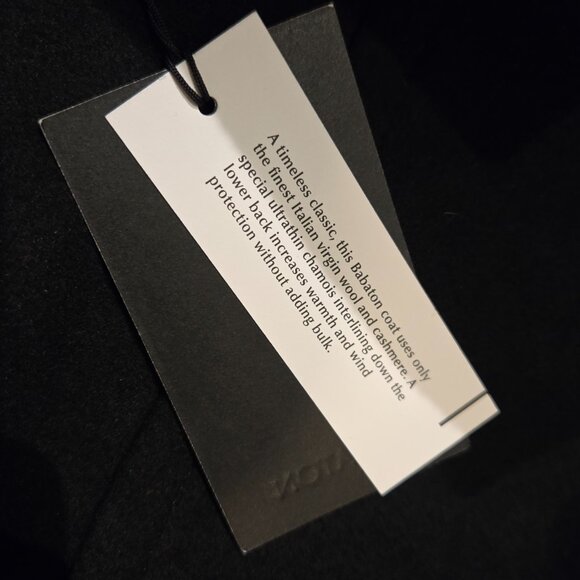 A timeless classic, this Babaton coat uses only
the finest Italian virgin wool and cashmere. A
special ultrathin chamois interlining down the
lower back increases warmth and wind
protection without adding bulk.